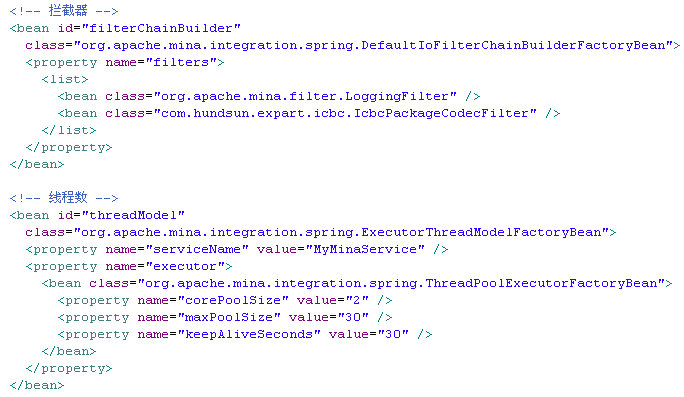 <!-- 拦截器 -->
<bean id="filterChainBuilder"
  class="org.apache.mina.integration.spring.DefaultIoFilterChainBuilderFactoryBean">
  <property name="filters">
    <list>
      <bean class="org.apache.mina.filter.LoggingFilter" />
      <bean class="com.hundsun.expart.icbc.IcbcPackageCodecFilter" />
    </list>
  </property>
</bean>

<!-- 线程数 -->
<bean id="threadModel"
  class="org.apache.mina.integration.spring.ExecutorThreadModelFactoryBean">
  <property name="serviceName" value="MyMinaService" />
  <property name="executor">
    <bean class="org.apache.mina.integration.spring.ThreadPoolExecutorFactoryBean">
      <property name="corePoolSize" value="2" />
      <property name="maxPoolSize" value="30" />
      <property name="keepAliveSeconds" value="30" />
    </bean>
  </property>
</bean>